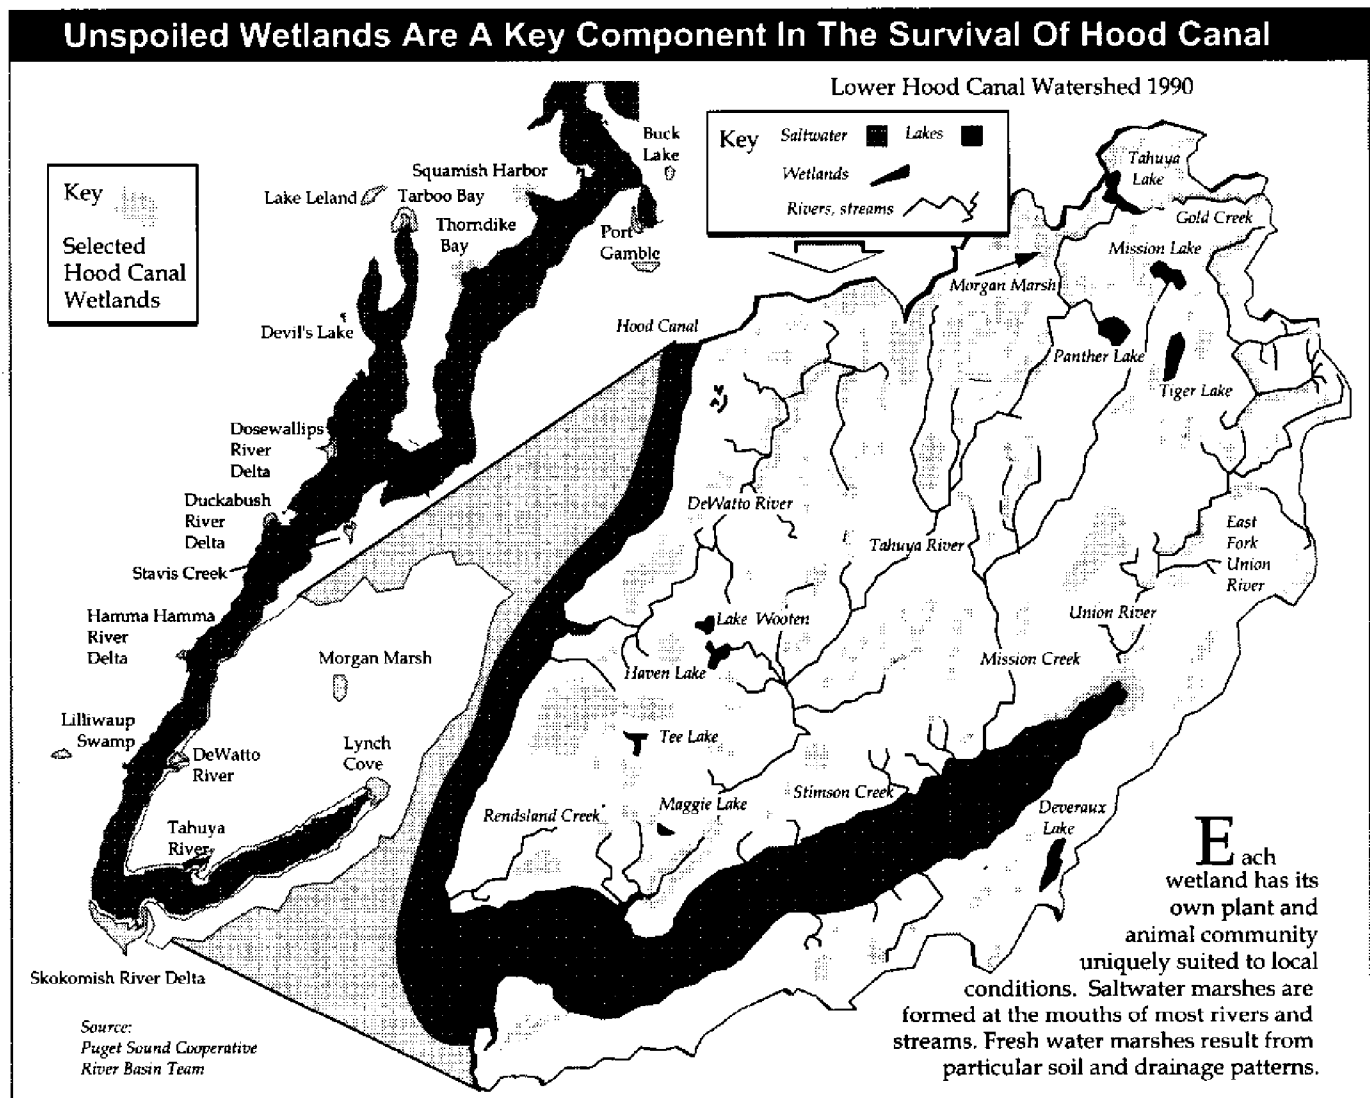 Unspoiled Wetlands Are A Key Component In The Survival Of Hood Canal
Lower Hood Canal Watershed 1990
Key
Selected
Hood Canal
Wetlands
Key
Saltwater
Lakes
Wetlands
Rivers, streams
Buck
Lake
Squamish Harbor
Lake Leland
Tarboo Bay
Thorndike
Bay
Port
Gamble
Devil's Lake
Dosewallips
River
Delta
Duckabush
River
Delta
Stavis Creek
Hamma Hamma
River
Delta
Morgan Marsh
Lilliwaup
Swamp
DeWatto
River
Lynch
Cove
Tahuya
River
Skokomish River Delta
Source:
Puget Sound Cooperative
River Basin Team
Hood Canal
Tahuya
Lake
Gold Creek
Mission Lake
Morgan Marsh
Panther Lake
Tiger Lake
DeWatto River
Tahuya River
East
Fork
Union
River
Union River
Lake Wooten
Haven Lake
Mission Creek
Tee Lake
Stimson Creek
Maggie Lake
Rendsland Creek
Deveraux
Lake
Each
wetland has its
own plant and
animal community
uniquely suited to local
conditions. Saltwater marshes are
formed at the mouths of most rivers and
streams. Fresh water marshes result from
particular soil and drainage patterns.